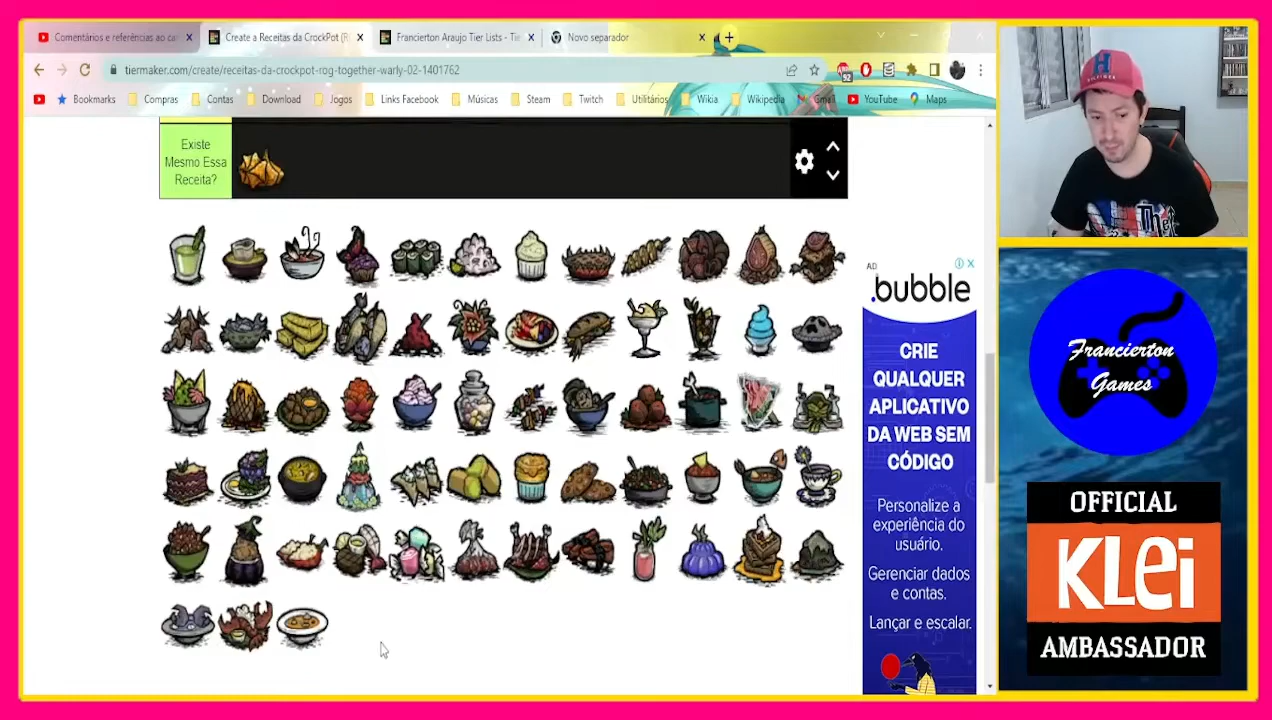 Comentários e referências ao ca
Create a Receitas da CrockPot (R
Francierton Araujo Tier Lists - Tie
Novo separador
tiermaker.com/create/receitas-da-crockpot-rog-together-warly-02-1401762
92
Bookmarks
Compras
Contas
Download
Jogos
Links Facebook
Músicas
Steam
Twitch
Utilitários
Wikia
Wikipedia
Gmail
YouTube
Maps
Existe
Mesmo Essa
Receita?
AD
.bubble
CRIE
QUALQUER
APLICATIVO
DA WEB SEM
CÓDIGO
Personalize a
experiência do
usuário.
Gerenciar dados
e contas.
Lançar e escalar.
Francierton
Games
OFFICIAL
KLEi
AMBASSADOR